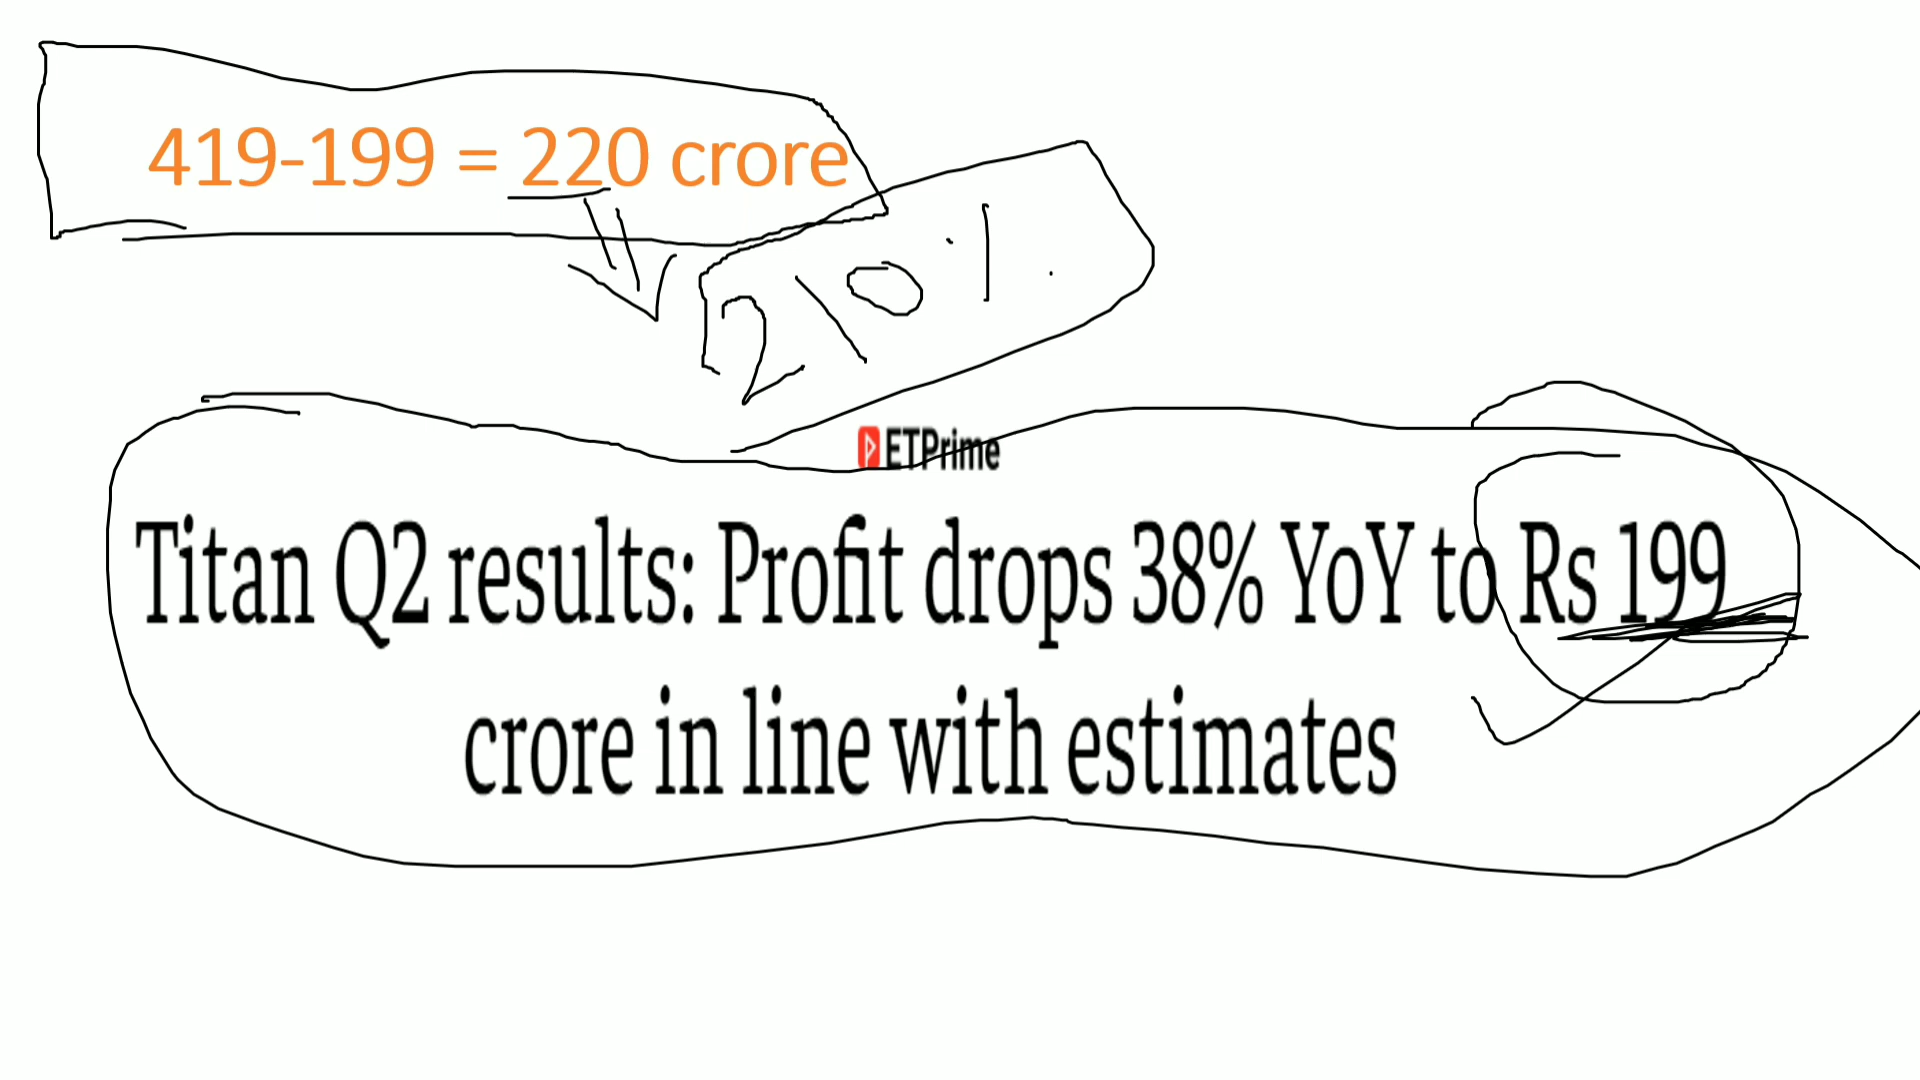 419-199 = 220 crore
ETPrime
Titan Q2 results: Profit drops 38% YoY to Rs 199
crore in line with estimates